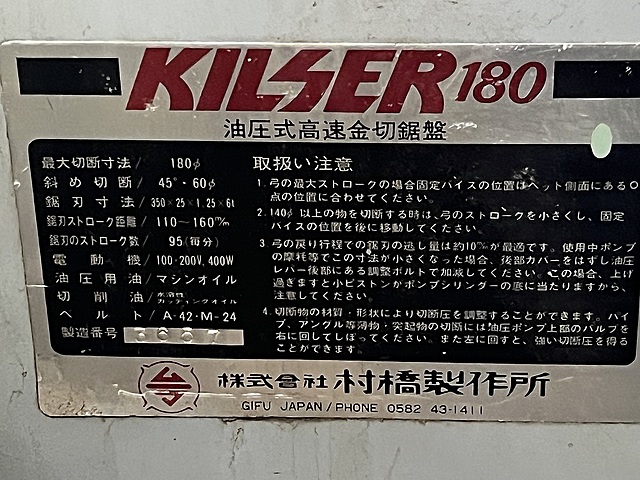 KILSER 180
油圧式高速金切鋸盤
最大切断寸法/ 180φ
斜め切断/ 45°・60φ
鋸刃寸法/ 350×25×1.25×6t
鋸刃ストローク距離/ 110〜160m/m
鋸刃のストローク数/ 95(毎分)
電動機/ 100・200V, 400W
油圧用油/ マシンオイル
切削油/ カッティングオイル
ベルト/ A-42・M-24
製造番号
取扱い注意
1. 弓の最大ストロークの場合固定バイスの位置はヘット側面にある○
点の位置に合わせてください。
2. 140φ以上の物を切断する時は、弓のストロークを小さくし、固定
バイスの位置を後に移動してください。
3. 弓の戻り行程での鋸刃の逃し量は約10m/mが最適です。使用中ポンプ
の摩耗等でこの寸法が小さくなった場合、後部カバーをはずし油圧
レバー後部にある調整ボルトで加減してください。この場合、上げ
過ぎますと小ピストンがポンプシリンダーの底に当たりますから、
注意してください。
4. 切断物の材質・形状により切断圧を調整することができます。パイ
プ、アングル等薄物・突起物の切断には油圧ポンプ上部のバルブを
右に回してしぼってください。また左に回すと、強い切断圧を得る
ことができます。
株式会社 村橋製作所
GIFU JAPAN/PHONE 0582 43-1411